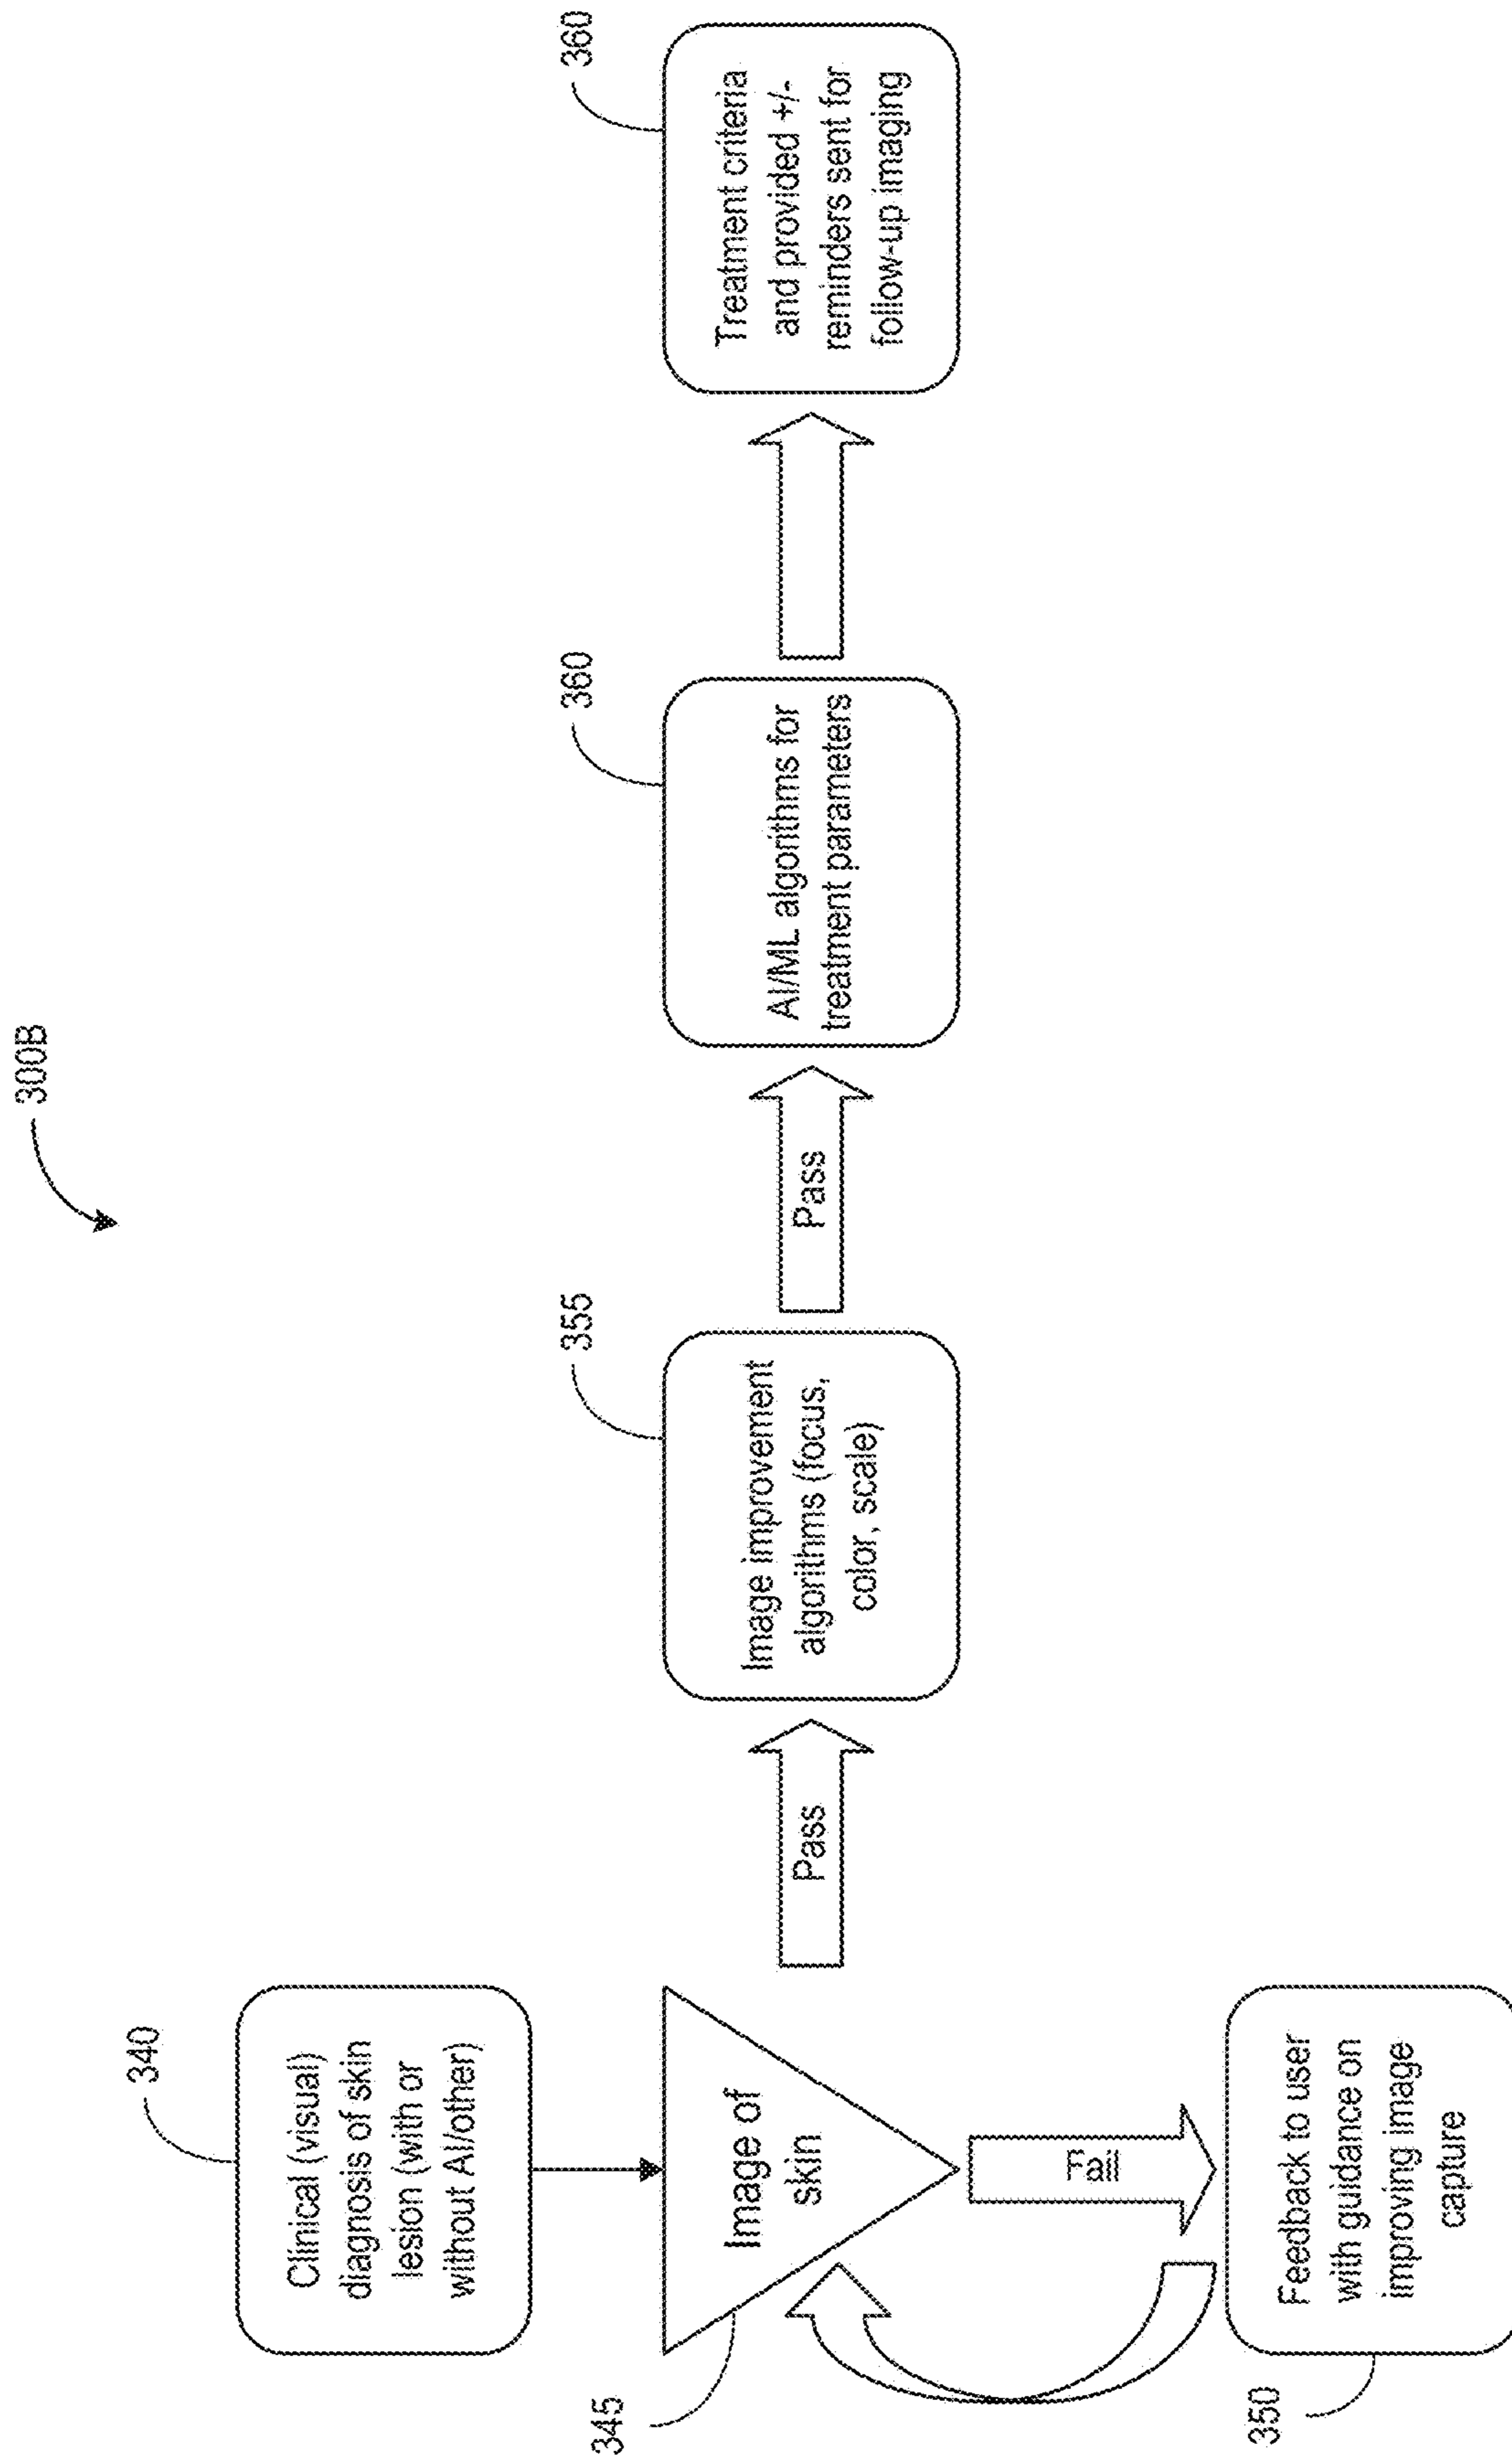 300B
340
Clinical (visual)
diagnosis of skin
lesion (with or
without AI/other)
345
Image of
skin
Fail
350
Feedback to user
with guidance on
improving image
capture
Pass
355
Image improvement
algorithms (focus,
color, scale)
Pass
360
AI/ML algorithms for
treatment parameters
360
Treatment criteria
and provided +/-
reminders sent for
follow-up imaging